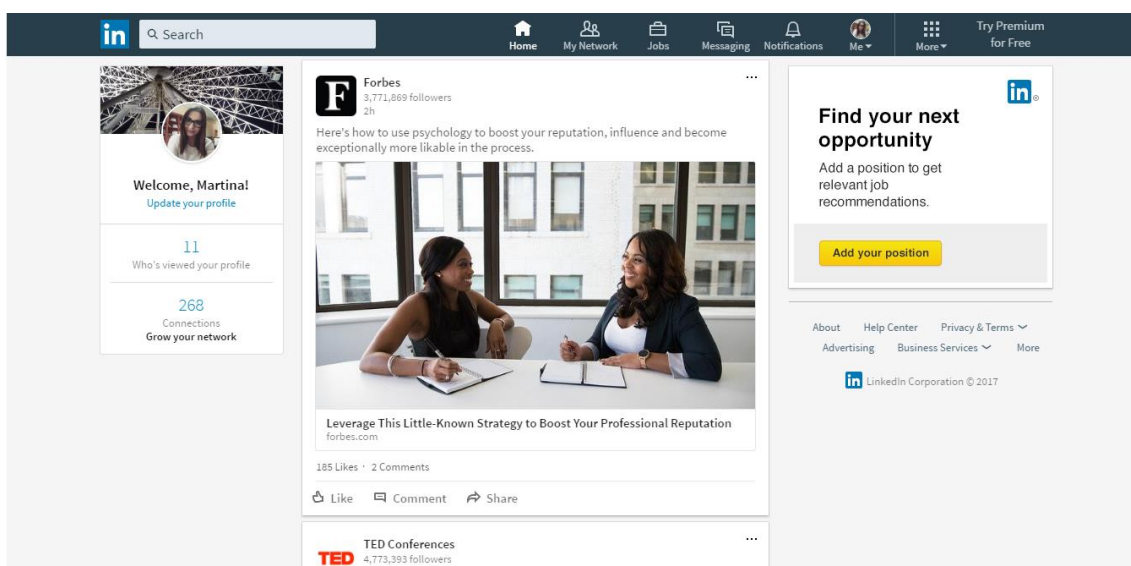 in
Search
Home
My Network
Jobs
Messaging
Notifications
Me
More
Try Premium
for Free
Welcome, Martina!
Update your profile
11
Who's viewed your profile
268
Connections
Grow your network
F
Forbes
3,771,869 followers
2h
Here's how to use psychology to boost your reputation, influence and become
exceptionally more likable in the process.
Leverage This Little-Known Strategy to Boost Your Professional Reputation
forbes.com
185 Likes · 2 Comments
Like Comment Share
TED
TED Conferences
4,773,393 followers
in ®
Find your next
opportunity
Add a position to get
relevant job
recommendations.
Add your position
About Help Center Privacy & Terms
Advertising Business Services More
in LinkedIn Corporation © 2017